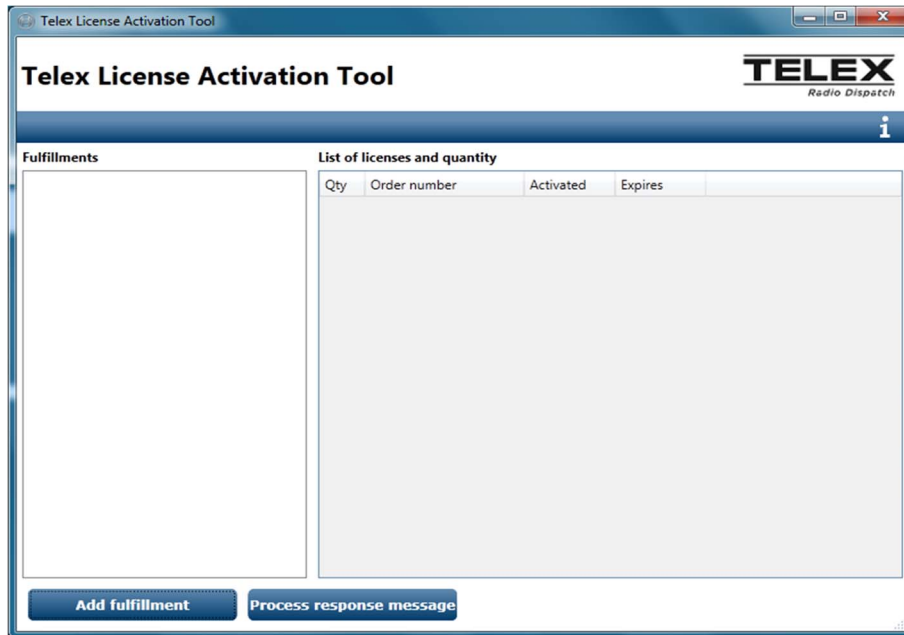 Telex License Activation Tool
Telex License Activation Tool
TELEX
Radio Dispatch
i
Fulfillments
List of licenses and quantity
Qty Order number Activated Expires
Add fulfillment Process response message